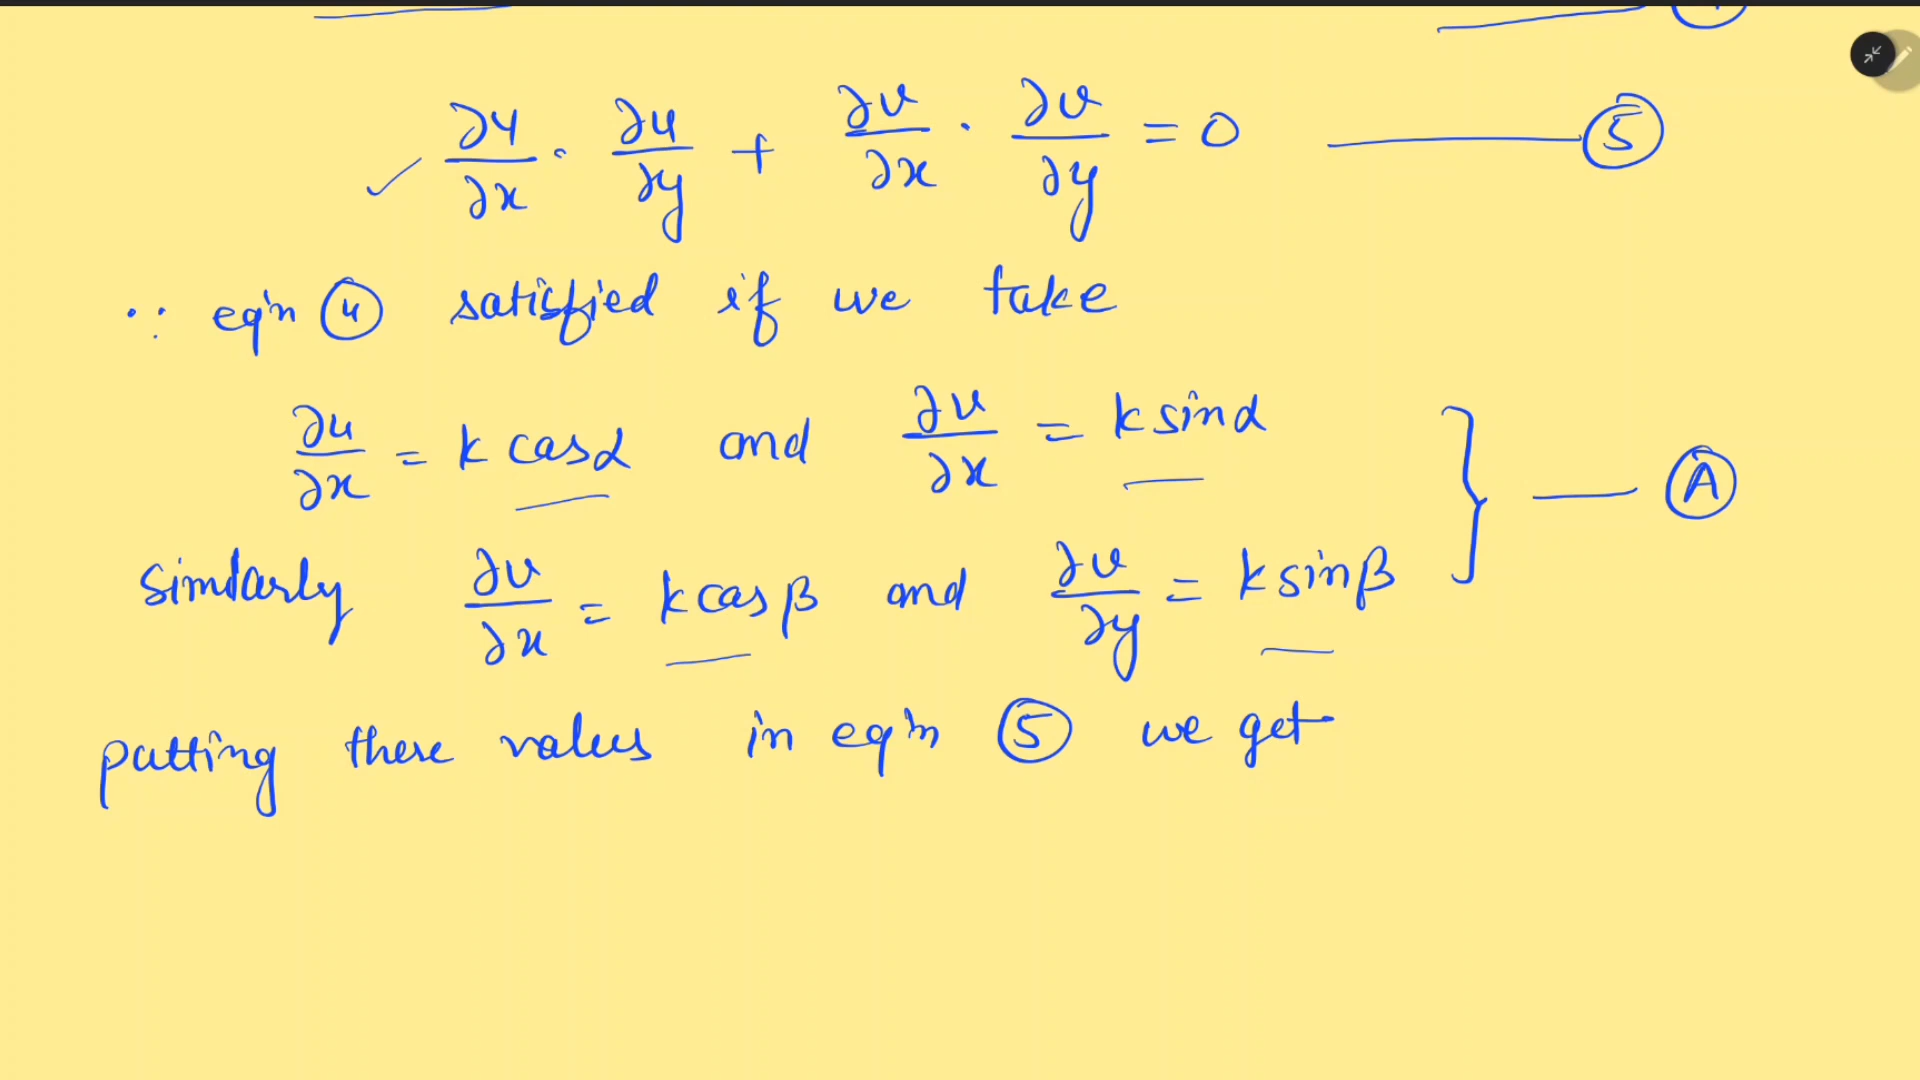 ∂u/∂x · ∂u/∂y + ∂v/∂x · ∂v/∂y = 0 ——— ⑤
∵ eq'n ④ satisfied if we take
∂u/∂x = k cosα and ∂v/∂x = k sinα
similarly ∂v/∂x = k cosβ and ∂v/∂y = k sinβ } — Ⓐ
putting these values in eq'n ⑤ we get